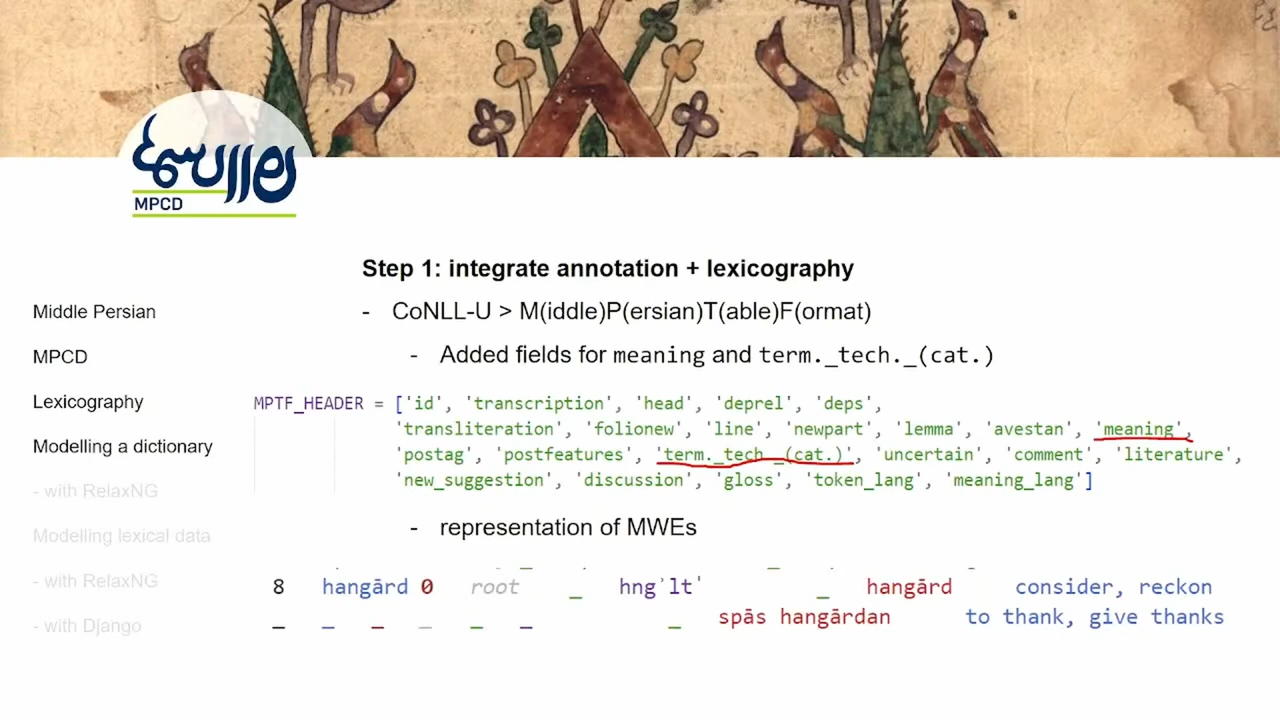 MPCD
Step 1: integrate annotation + lexicography
Middle Persian
- CoNLL-U > M(iddle)P(ersian)T(able)F(ormat)
MPCD
- Added fields for meaning and term._tech._(cat.)
Lexicography
MPTF_HEADER = ['id', 'transcription', 'head', 'deprel', 'deps',
'transliteration', 'folionew', 'line', 'newpart', 'lemma', 'avestan', 'meaning',
Modelling a dictionary
'postag', 'postfeatures', 'term._tech._(cat.)', 'uncertain', 'comment', 'literature',
'new_suggestion', 'discussion', 'gloss', 'token_lang', 'meaning_lang']
- with RelaxNG
- representation of MWEs
Modelling lexical data
- with RelaxNG
8 hangārd 0 root _ hngʾltˈ _ hangārd consider, reckon
- with Django
_ _ _ _ _ _ _ spās hangārdan to thank, give thanks